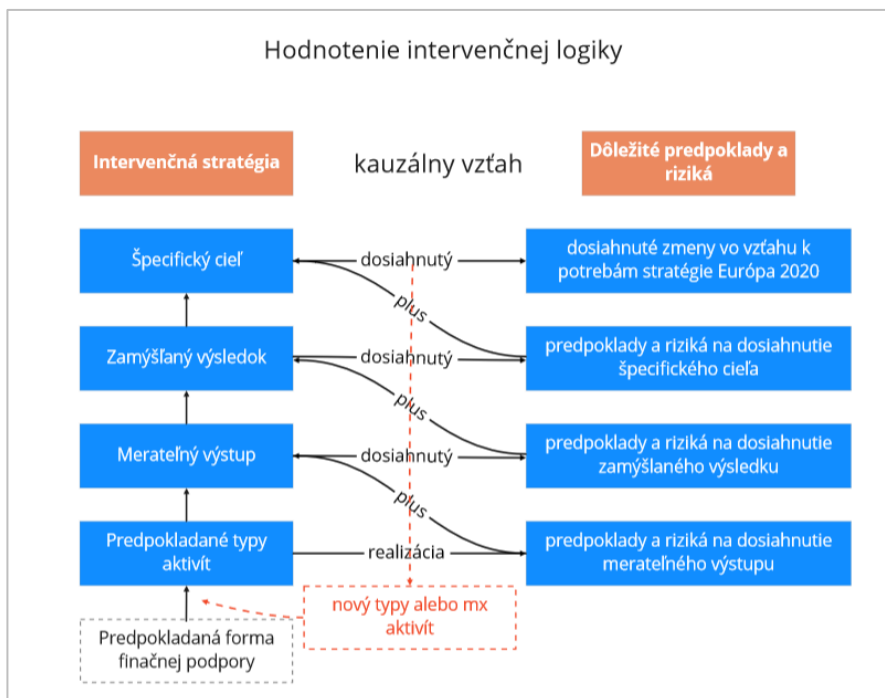 Hodnotenie intervenčnej logiky
Intervenčná stratégia
kauzálny vzťah
Dôležité predpoklady a
riziká
Špecifický cieľ
dosiahnutý
dosiahnuté zmeny vo vzťahu k
potrebám stratégie Európa 2020
plus
Zamýšľaný výsledok
dosiahnutý
predpoklady a riziká na dosiahnutie
špecifického cieľa
plus
Merateľný výstup
dosiahnutý
predpoklady a riziká na dosiahnutie
zamýšlaného výsledku
plus
Predpokladané typy
aktivít
realizácia
predpoklady a riziká na dosiahnutie
merateľného výstupu
nový typy alebo mx
aktivít
Predpokladaná forma
finačnej podpory